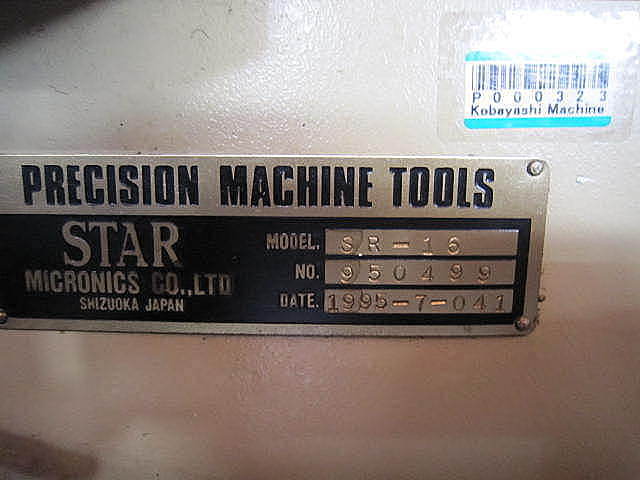 P000323
Kobayashi Machine
PRECISION MACHINE TOOLS
STAR
MICRONICS CO.,LTD
SHIZUOKA JAPAN
MODEL. SR-16
NO. 950499
DATE. 1995-7-041